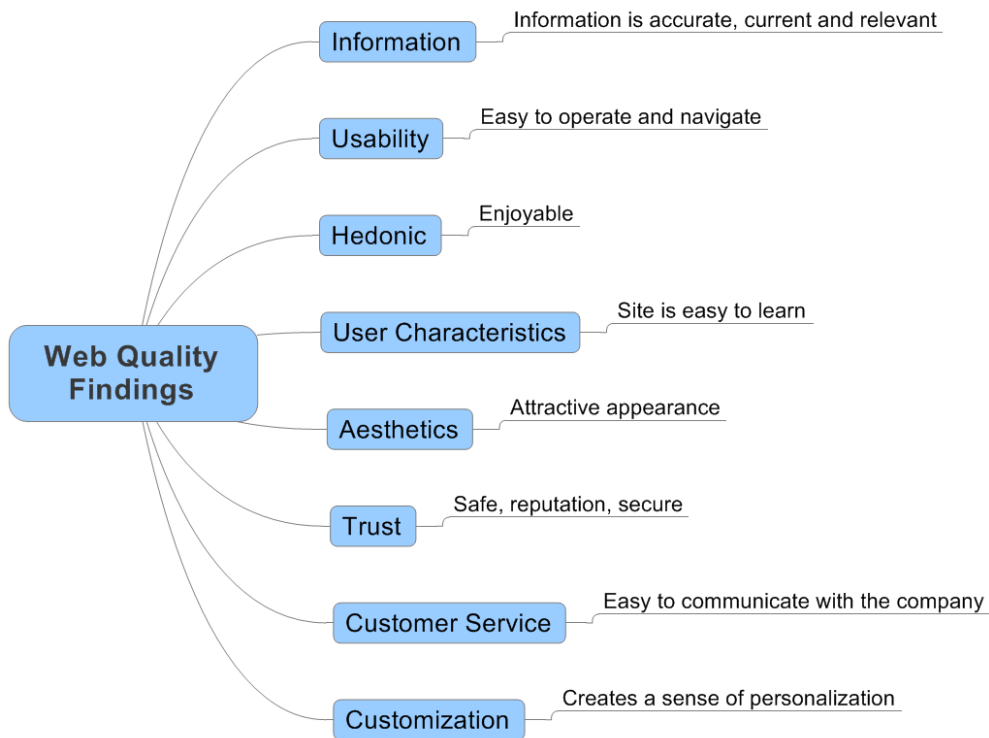 Information
Information is accurate, current and relevant
Usability
Easy to operate and navigate
Hedonic
Enjoyable
User Characteristics
Site is easy to learn
Web Quality
Findings
Aesthetics
Attractive appearance
Trust
Safe, reputation, secure
Customer Service
Easy to communicate with the company
Customization
Creates a sense of personalization